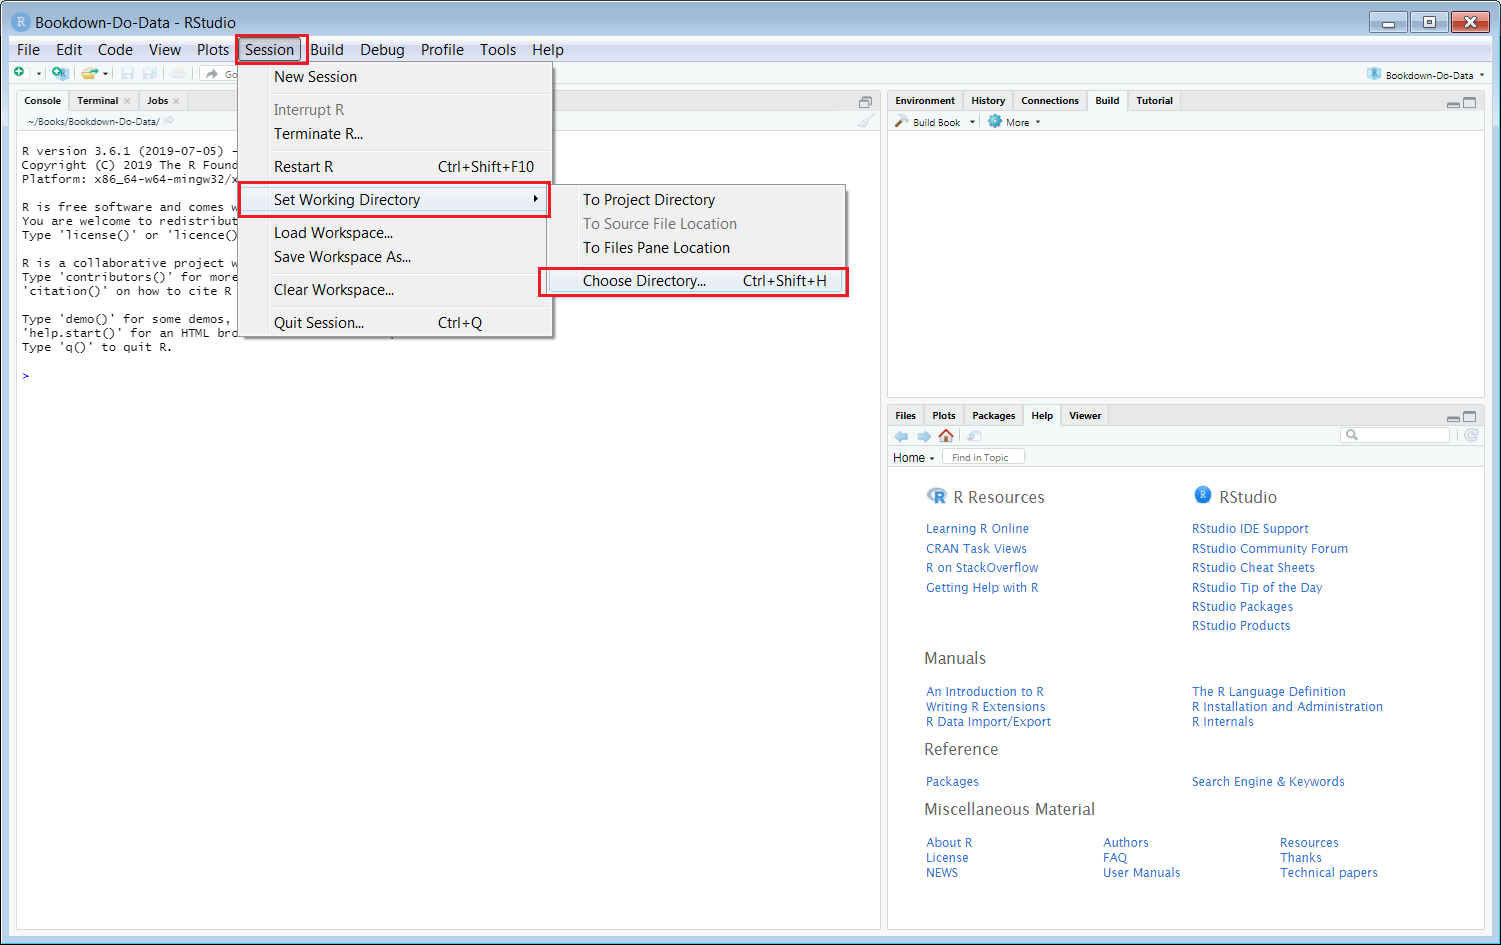 Bookdown-Do-Data - RStudio
File Edit Code View Plots Session Build Debug Profile Tools Help
Go
Bookdown-Do-Data
Console Terminal Jobs
~/Books/Bookdown-Do-Data/
R version 3.6.1 (2019-07-05) -
Copyright (C) 2019 The R Found
Platform: x86_64-w64-mingw32/x
R is free software and comes w
You are welcome to redistribut
Type 'license()' or 'licence()
R is a collaborative project w
Type 'contributors()' for more
'citation()' on how to cite R
Type 'demo()' for some demos,
'help.start()' for an HTML bro
Type 'q()' to quit R.
>
New Session
Interrupt R
Terminate R...
Restart R Ctrl+Shift+F10
Set Working Directory
Load Workspace...
Save Workspace As...
Clear Workspace...
Quit Session... Ctrl+Q
To Project Directory
To Source File Location
To Files Pane Location
Choose Directory... Ctrl+Shift+H
Environment History Connections Build Tutorial
Build Book More
Files Plots Packages Help Viewer
Home Find in Topic
R Resources
Learning R Online
CRAN Task Views
R on StackOverflow
Getting Help with R
RStudio
RStudio IDE Support
RStudio Community Forum
RStudio Cheat Sheets
RStudio Tip of the Day
RStudio Packages
RStudio Products
Manuals
An Introduction to R The R Language Definition
Writing R Extensions R Installation and Administration
R Data Import/Export R Internals
Reference
Packages Search Engine & Keywords
Miscellaneous Material
About R Authors Resources
License FAQ Thanks
NEWS User Manuals Technical papers